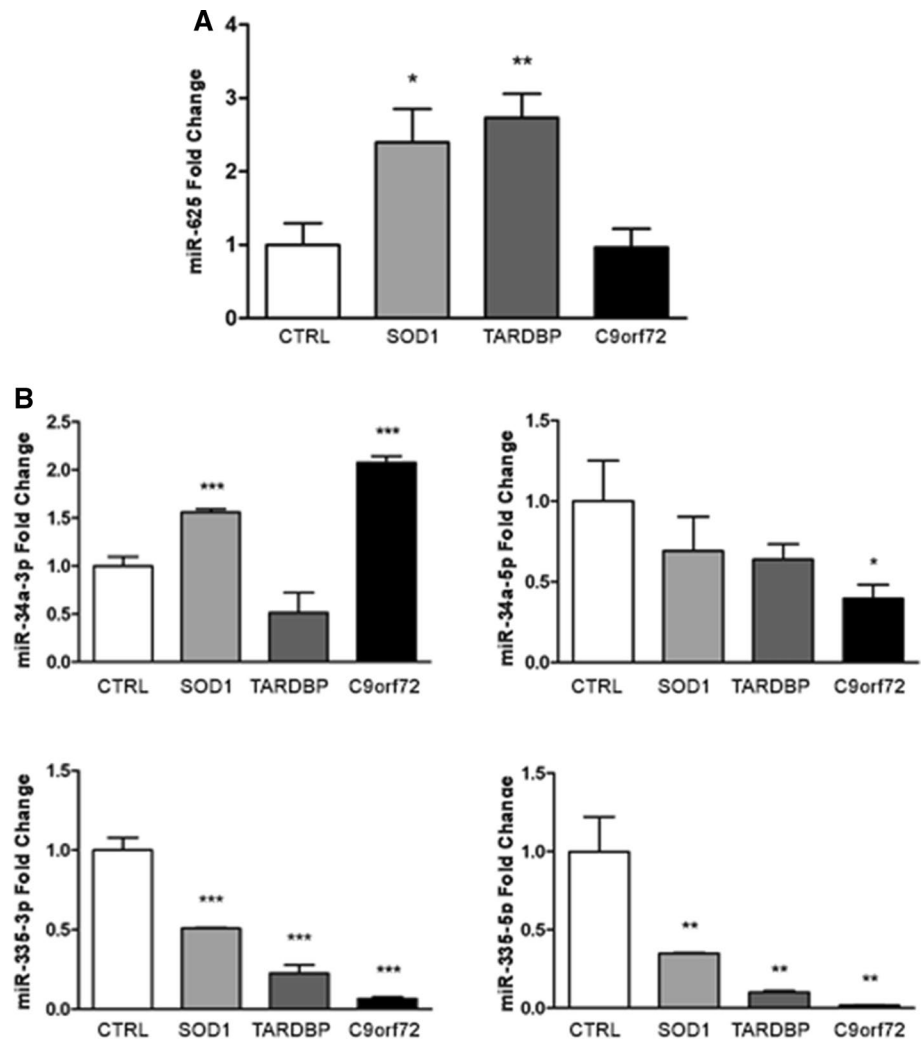 A
miR-625 Fold Change
4
3
2
1
0
*
**
CTRL SOD1 TARDBP C9orf72
B
miR-34a-3p Fold Change
2.5
2.0
1.5
1.0
0.5
0.0
***
***
CTRL SOD1 TARDBP C9orf72
miR-34a-5p Fold Change
1.5
1.0
0.5
0.0
*
CTRL SOD1 TARDBP C9orf72
miR-335-3p Fold Change
1.5
1.0
0.5
0.0
***
***
***
CTRL SOD1 TARDBP C9orf72
miR-335-5p Fold Change
1.5
1.0
0.5
0.0
**
**
**
CTRL SOD1 TARDBP C9orf72